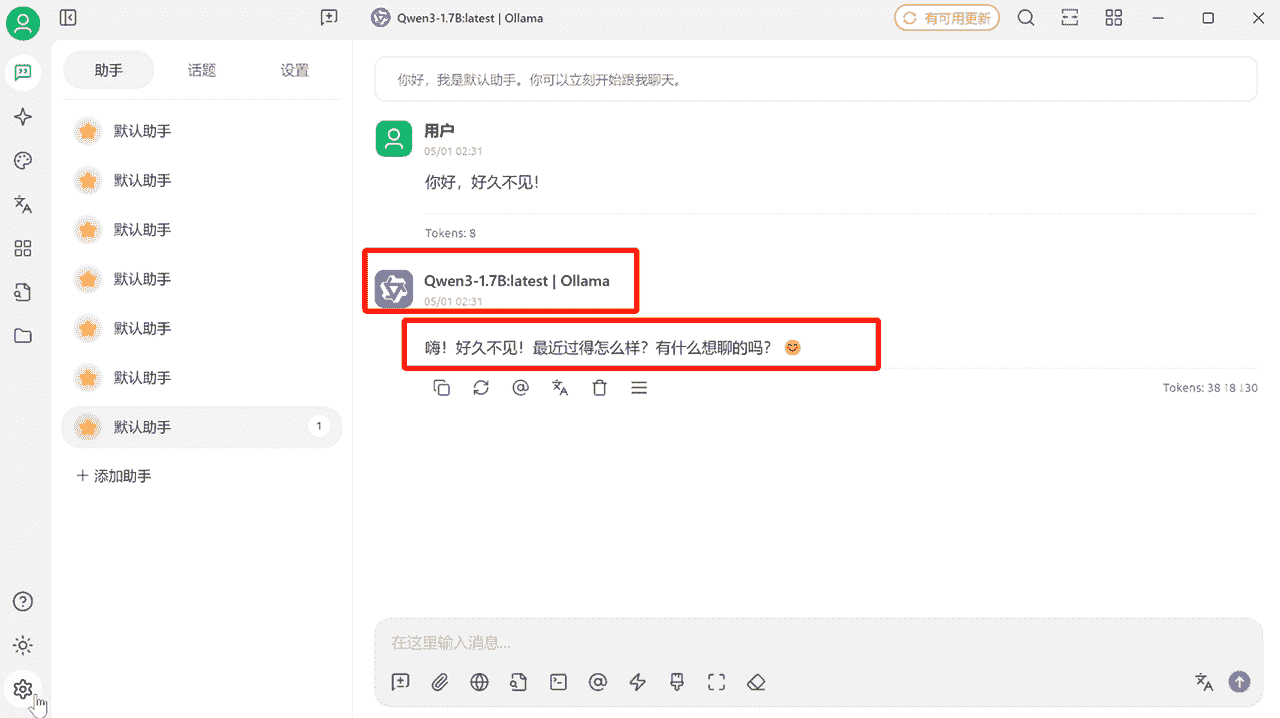 Qwen3-1.7B:latest | Ollama
有可用更新
助手
话题
设置
默认助手
默认助手
默认助手
默认助手
默认助手
默认助手
默认助手
1
添加助手
你好，我是默认助手。你可以立刻开始跟我聊天。
用户
05/01 02:31
你好，好久不见！
Tokens: 8
Qwen3-1.7B:latest | Ollama
05/01 02:31
嗨！好久不见！最近过得怎么样？有什么想聊的吗？ 😊
Tokens: 38 ↑8 ↓30
在这里输入消息...